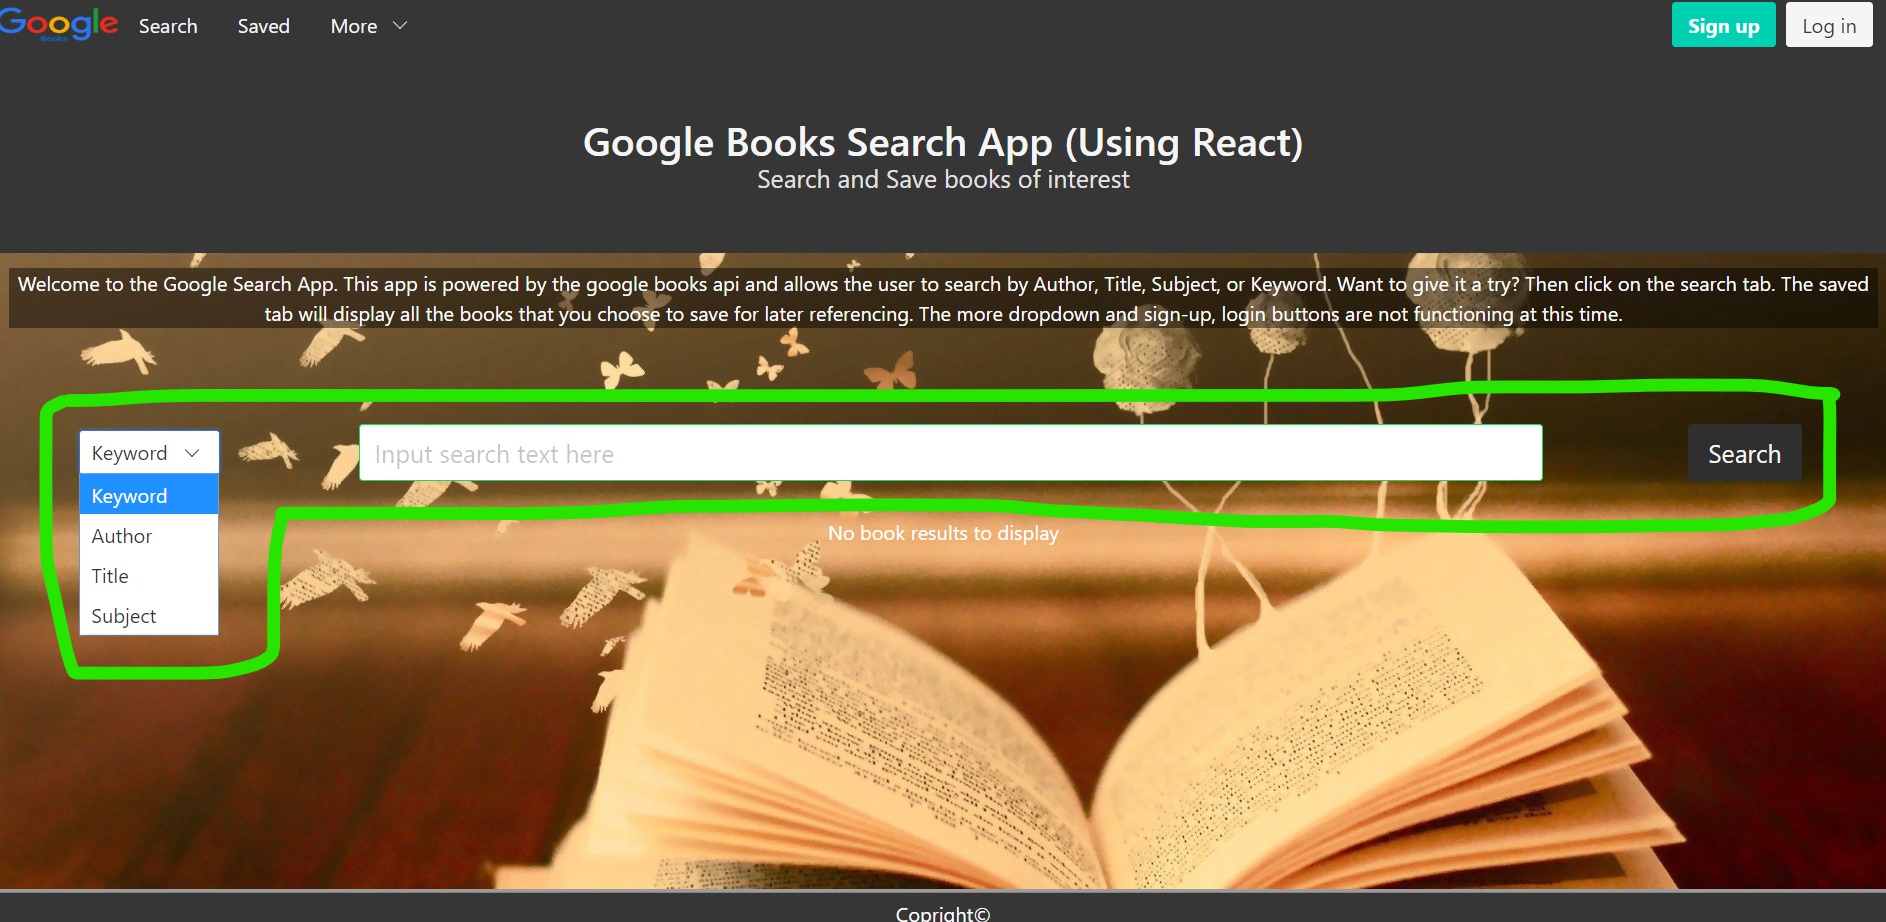 Google
Books
Search Saved More
Sign up Log in
Google Books Search App (Using React)
Search and Save books of interest
Welcome to the Google Search App. This app is powered by the google books api and allows the user to search by Author, Title, Subject, or Keyword. Want to give it a try? Then click on the search tab. The saved
tab will display all the books that you choose to save for later referencing. The more dropdown and sign-up, login buttons are not functioning at this time.
Keyword
Input search text here
Search
Keyword
Author
Title
Subject
No book results to display
Copright©